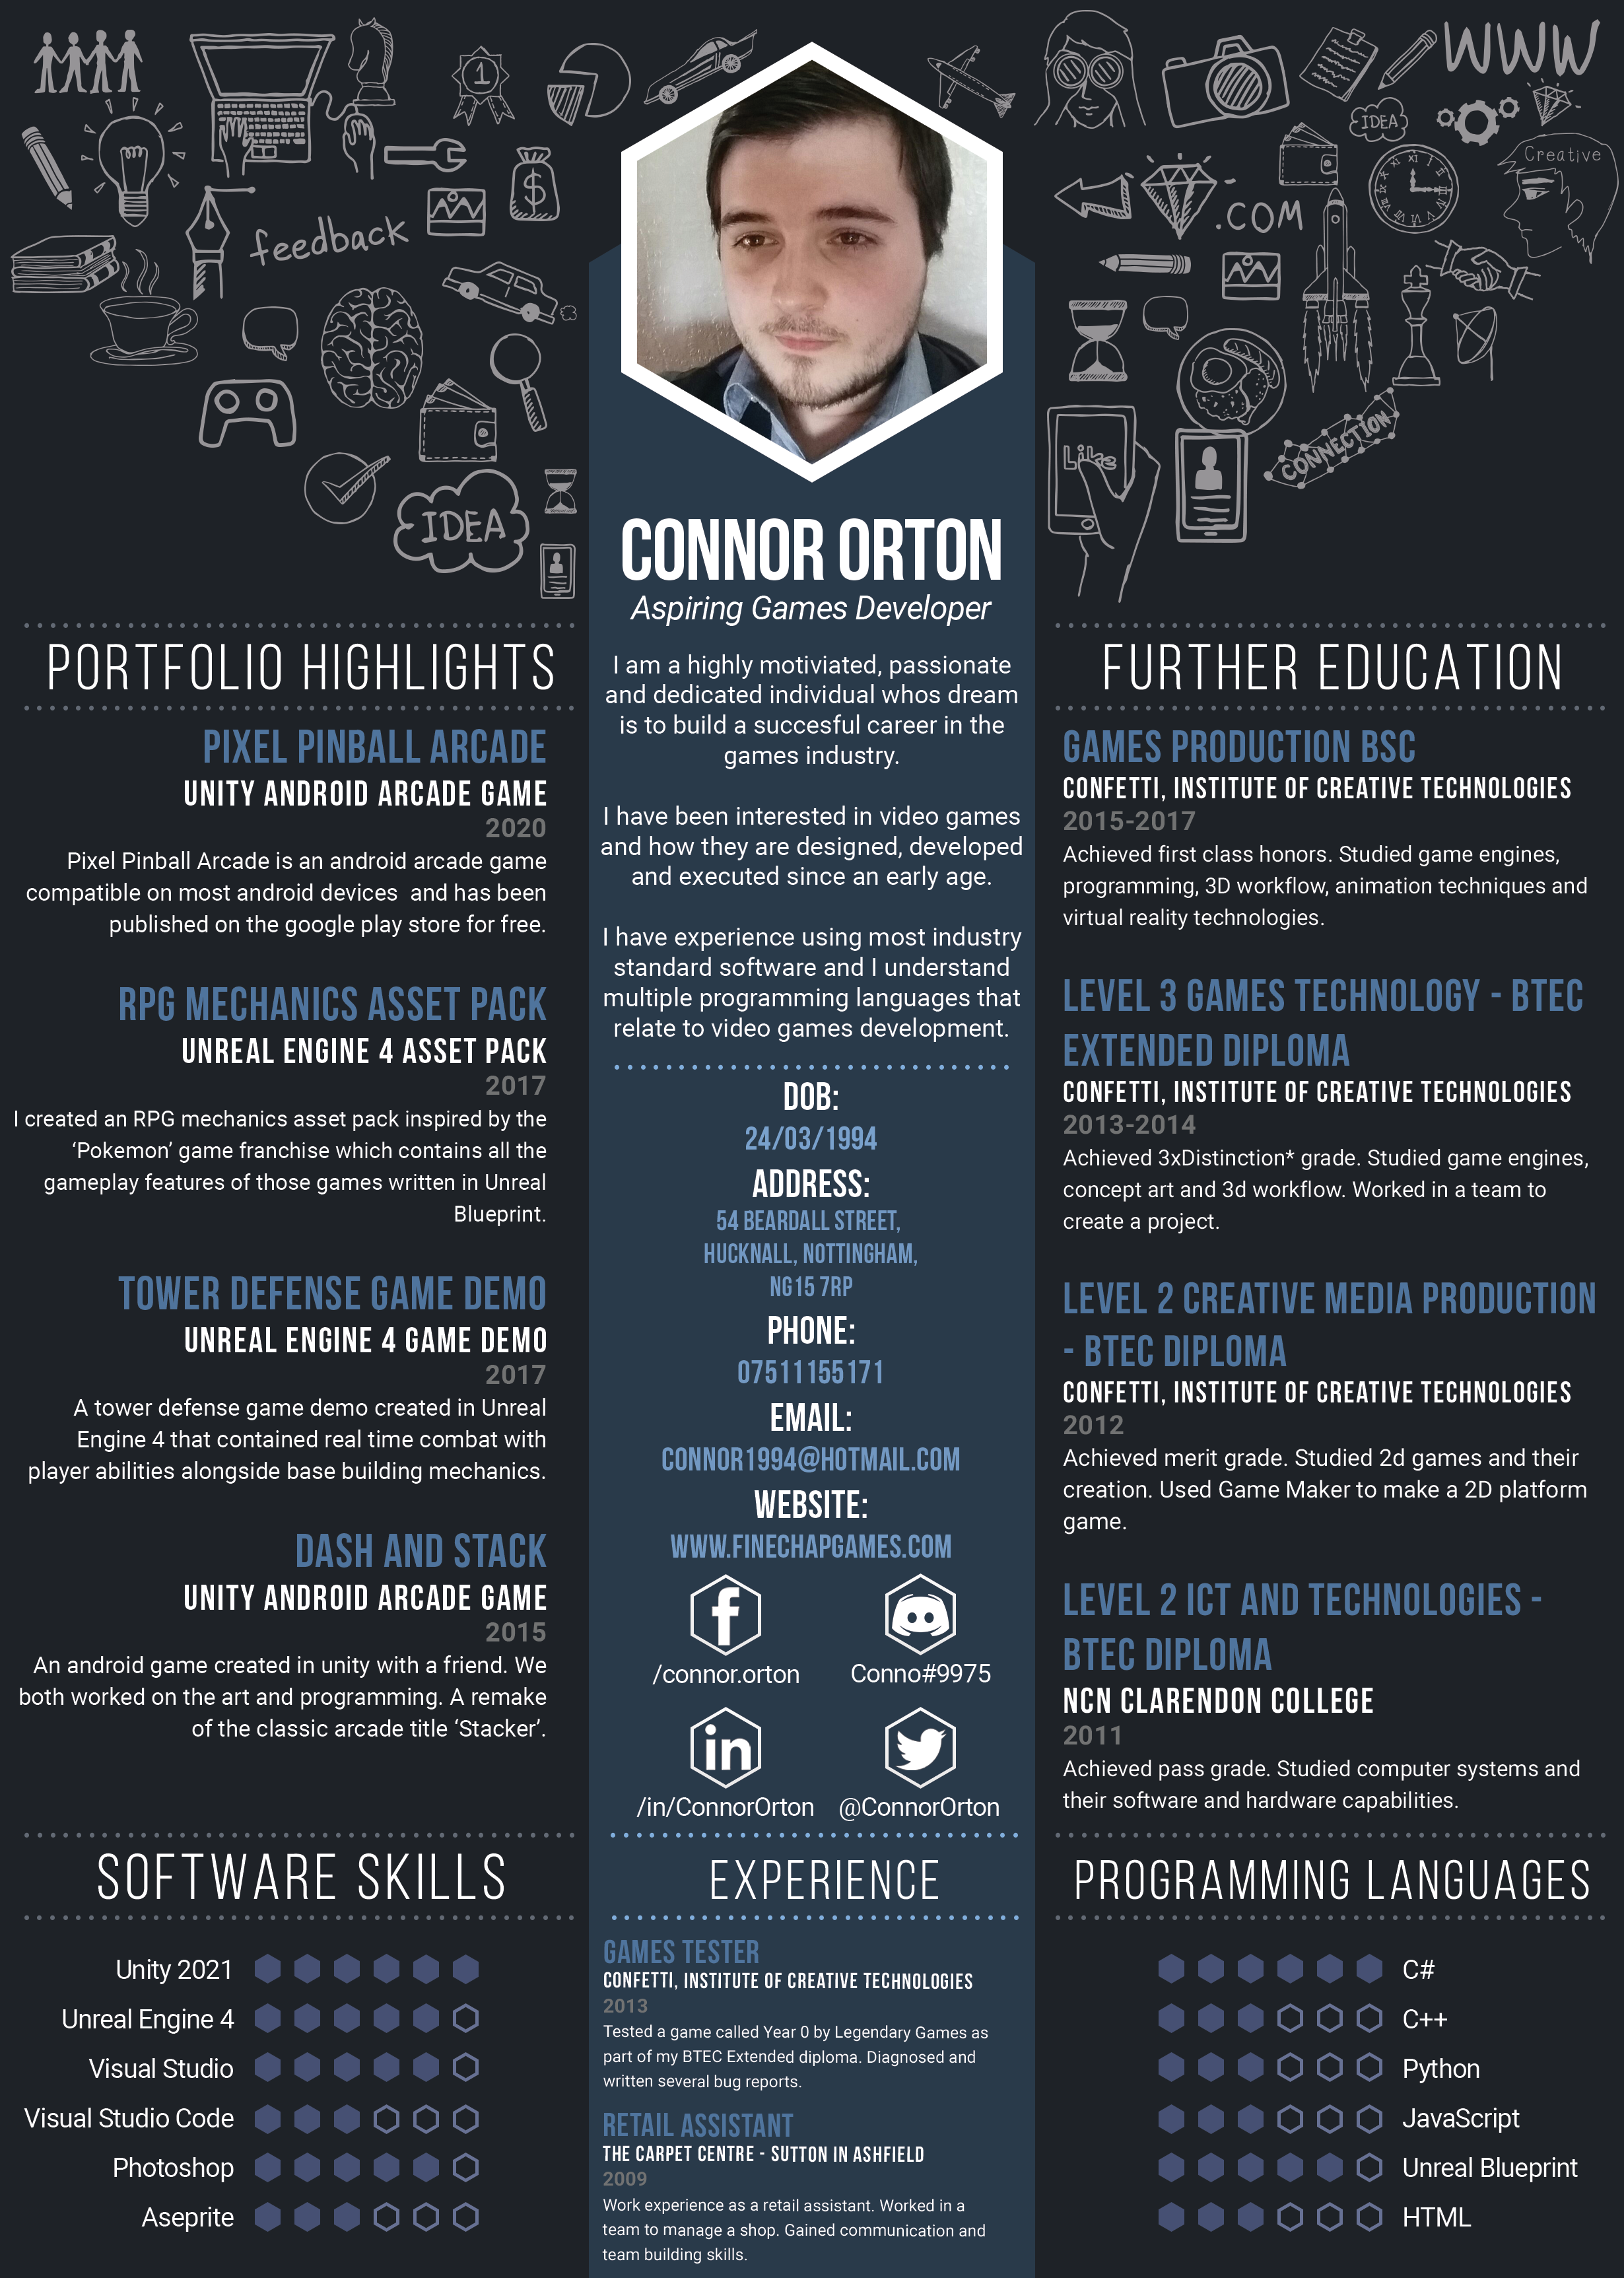 WWW
IDEA
Creative
1
$
feedback
.COM
Like
CONNECTION
IDEA
CONNOR ORTON
Aspiring Games Developer
I am a highly motiviated, passionate
and dedicated individual whos dream
is to build a succesful career in the
games industry.
I have been interested in video games
and how they are designed, developed
and executed since an early age.
I have experience using most industry
standard software and I understand
multiple programming languages that
relate to video games development.
DOB:
24/03/1994
ADDRESS:
54 BEARDALL STREET,
HUCKNALL, NOTTINGHAM,
NG15 7RP
PHONE:
07511155171
EMAIL:
CONNOR1994@HOTMAIL.COM
WEBSITE:
WWW.FINECHAPGAMES.COM
/connor.orton
Conno#9975
/in/ConnorOrton
@ConnorOrton
PORTFOLIO HIGHLIGHTS
PIXEL PINBALL ARCADE
UNITY ANDROID ARCADE GAME
2020
Pixel Pinball Arcade is an android arcade game
compatible on most android devices  and has been
published on the google play store for free.
RPG MECHANICS ASSET PACK
UNREAL ENGINE 4 ASSET PACK
2017
I created an RPG mechanics asset pack inspired by the
‘Pokemon’ game franchise which contains all the
gameplay features of those games written in Unreal
Blueprint.
TOWER DEFENSE GAME DEMO
UNREAL ENGINE 4 GAME DEMO
2017
A tower defense game demo created in Unreal
Engine 4 that contained real time combat with
player abilities alongside base building mechanics.
DASH AND STACK
UNITY ANDROID ARCADE GAME
2015
An android game created in unity with a friend. We
both worked on the art and programming. A remake
of the classic arcade title ‘Stacker’.
FURTHER EDUCATION
GAMES PRODUCTION BSC
CONFETTI, INSTITUTE OF CREATIVE TECHNOLOGIES
2015-2017
Achieved first class honors. Studied game engines,
programming, 3D workflow, animation techniques and
virtual reality technologies.
LEVEL 3 GAMES TECHNOLOGY - BTEC
EXTENDED DIPLOMA
CONFETTI, INSTITUTE OF CREATIVE TECHNOLOGIES
2013-2014
Achieved 3xDistinction* grade. Studied game engines,
concept art and 3d workflow. Worked in a team to
create a project.
LEVEL 2 CREATIVE MEDIA PRODUCTION
- BTEC DIPLOMA
CONFETTI, INSTITUTE OF CREATIVE TECHNOLOGIES
2012
Achieved merit grade. Studied 2d games and their
creation. Used Game Maker to make a 2D platform
game.
LEVEL 2 ICT AND TECHNOLOGIES -
BTEC DIPLOMA
NCN CLARENDON COLLEGE
2011
Achieved pass grade. Studied computer systems and
their software and hardware capabilities.
SOFTWARE SKILLS
Unity 2021
Unreal Engine 4
Visual Studio
Visual Studio Code
Photoshop
Aseprite
EXPERIENCE
GAMES TESTER
CONFETTI, INSTITUTE OF CREATIVE TECHNOLOGIES
2013
Tested a game called Year 0 by Legendary Games as
part of my BTEC Extended diploma. Diagnosed and
written several bug reports.
RETAIL ASSISTANT
THE CARPET CENTRE - SUTTON IN ASHFIELD
2009
Work experience as a retail assistant. Worked in a
team to manage a shop. Gained communication and
team building skills.
PROGRAMMING LANGUAGES
C#
C++
Python
JavaScript
Unreal Blueprint
HTML